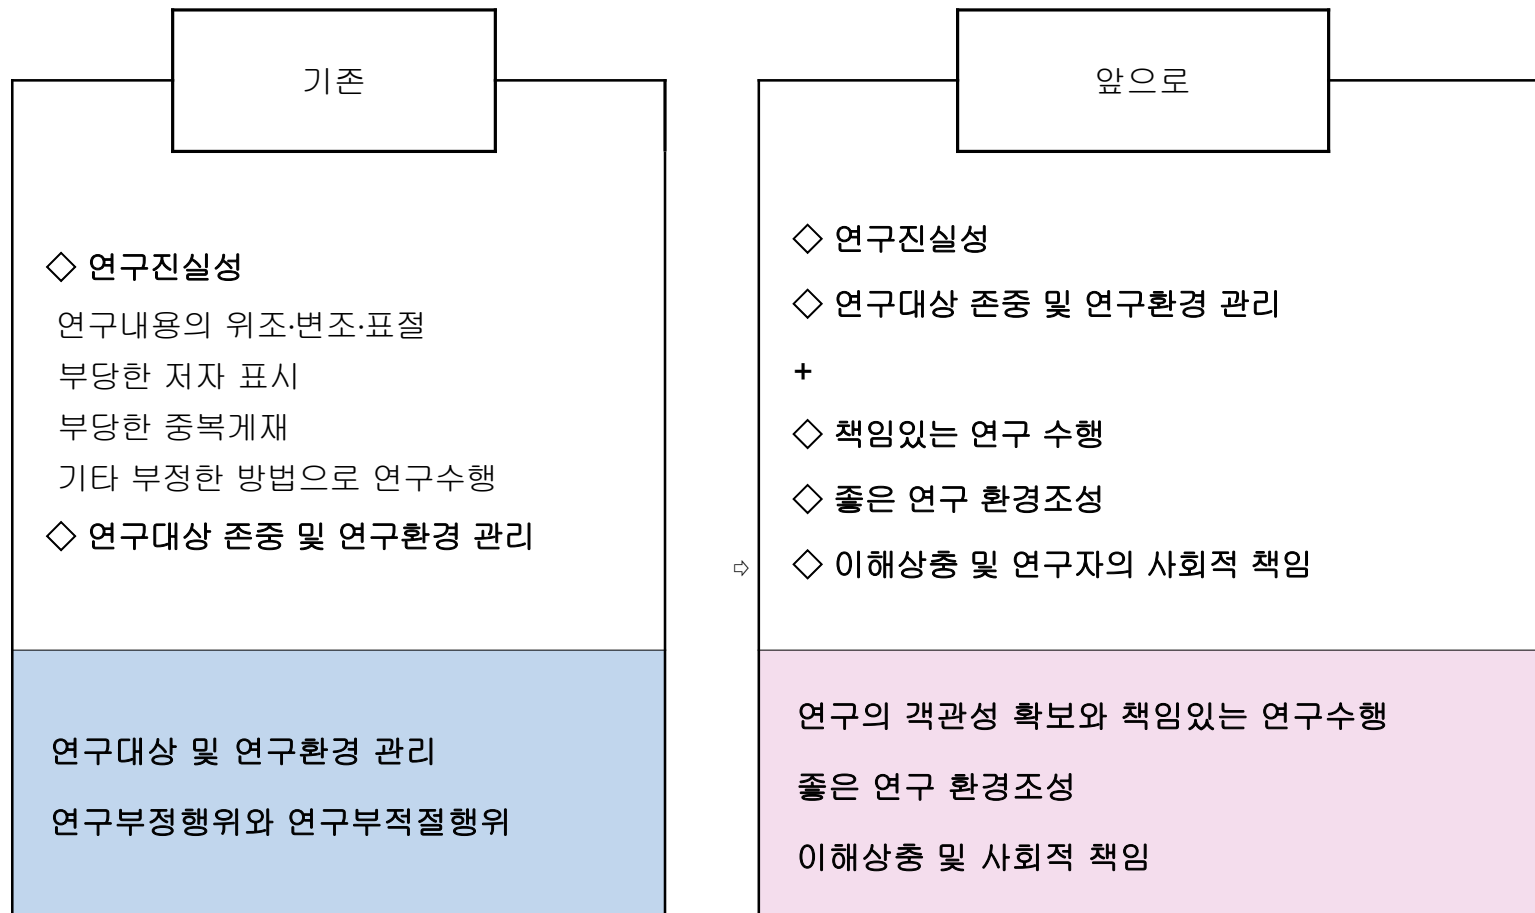 기존
◇ 연구진실성
연구내용의 위조·변조·표절
부당한 저자 표시
부당한 중복게재
기타 부정한 방법으로 연구수행
◇ 연구대상 존중 및 연구환경 관리
연구대상 및 연구환경 관리
연구부정행위와 연구부적절행위
⇨
앞으로
◇ 연구진실성
◇ 연구대상 존중 및 연구환경 관리
+
◇ 책임있는 연구 수행
◇ 좋은 연구 환경조성
◇ 이해상충 및 연구자의 사회적 책임
연구의 객관성 확보와 책임있는 연구수행
좋은 연구 환경조성
이해상충 및 사회적 책임